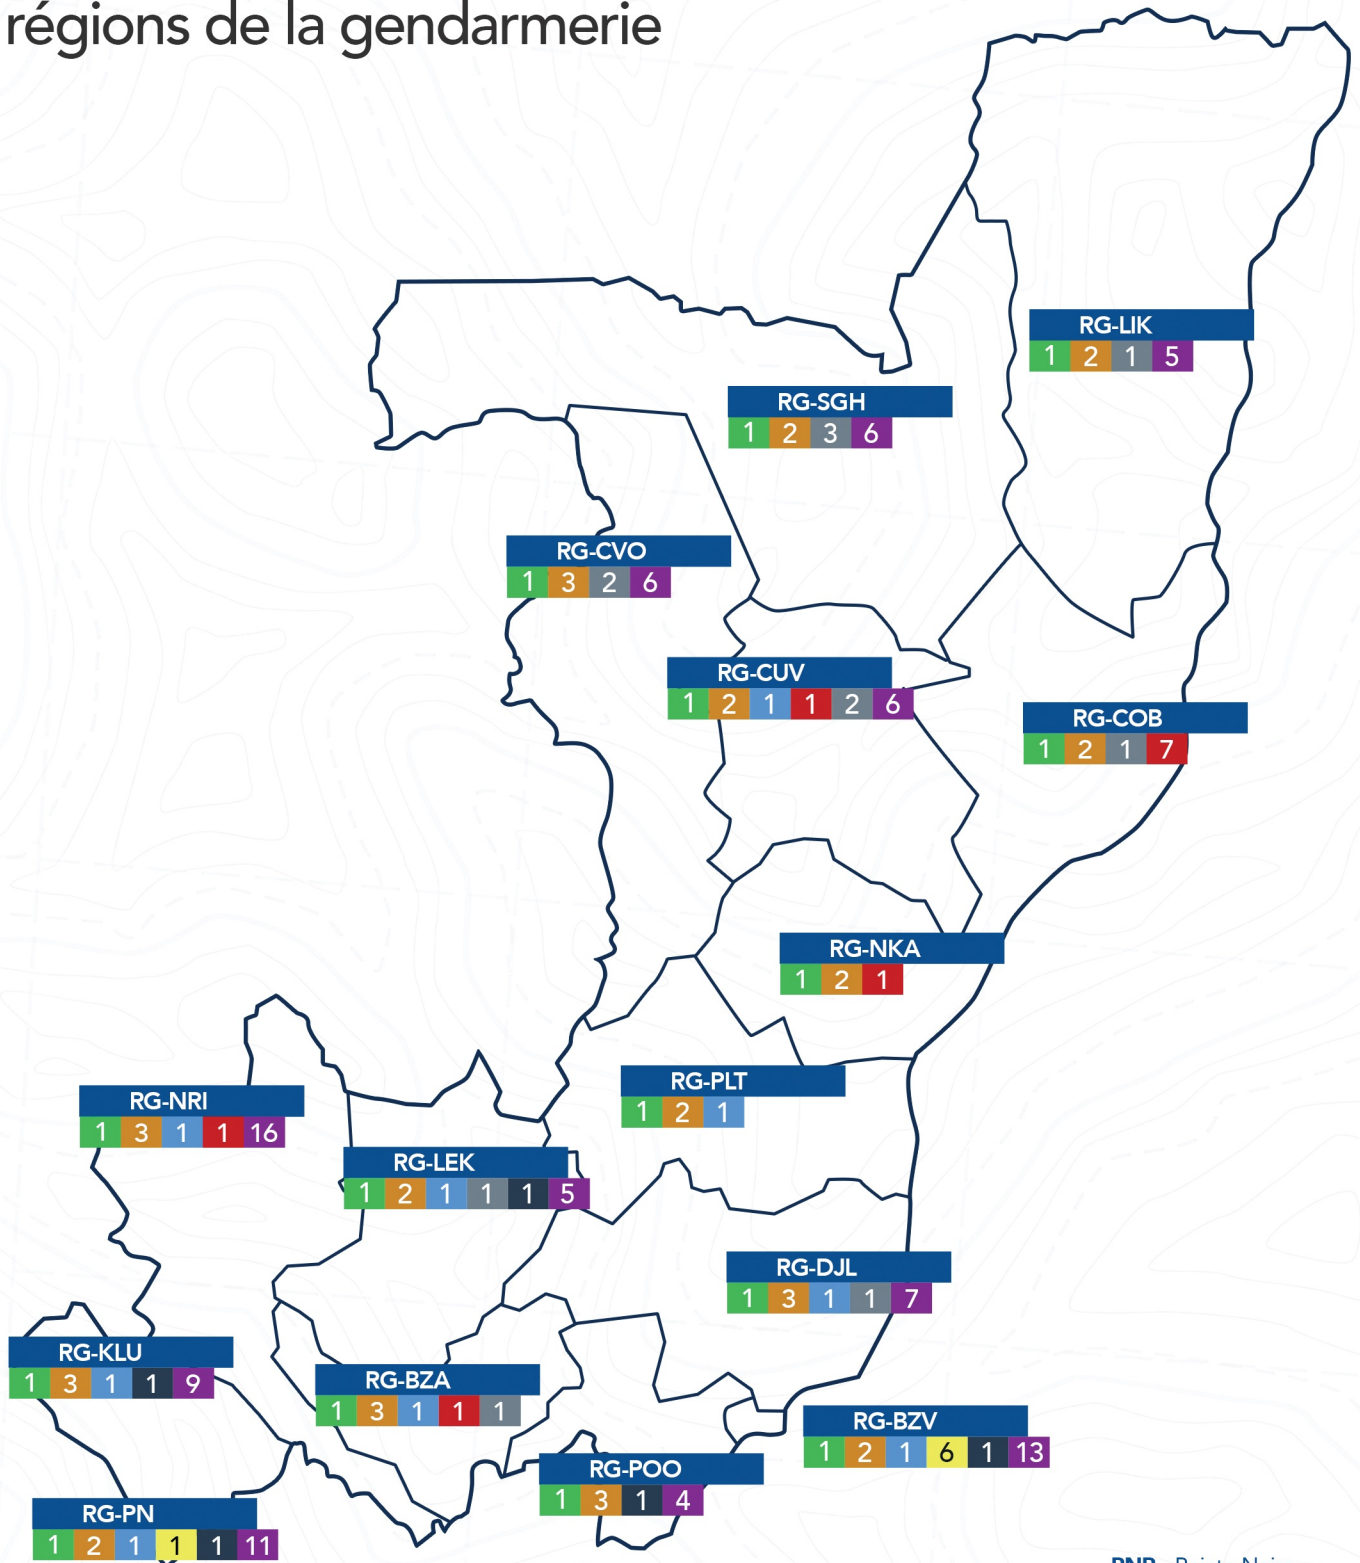 régions de la gendarmerie
RG-LIK
1 2 1 5
RG-SGH
1 2 3 6
RG-CVO
1 3 2 6
RG-CUV
1 2 1 1 2 6
RG-COB
1 2 1 7
RG-NKA
1 2 1
RG-PLT
1 2 1
RG-NRI
1 3 1 1 16
RG-LEK
1 2 1 1 1 5
RG-DJL
1 3 1 1 7
RG-KLU
1 3 1 1 9
RG-BZA
1 3 1 1 1
RG-BZV
1 2 1 6 1 13
RG-POO
1 3 1 4
RG-PN
1 2 1 1 1 11